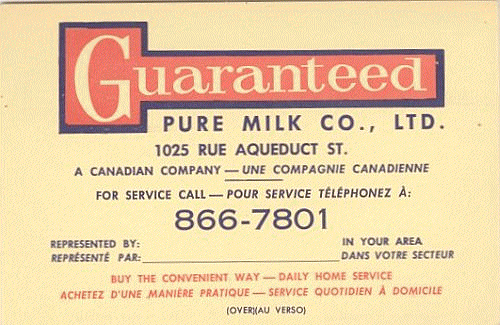 Guaranteed
PURE MILK CO., LTD.
1025 RUE AQUEDUCT ST.
A CANADIAN COMPANY — UNE COMPAGNIE CANADIENNE
FOR SERVICE CALL — POUR SERVICE TÉLÉPHONEZ À:
866-7801
REPRESENTED BY: IN YOUR AREA
REPRÉSENTÉ PAR: DANS VOTRE SECTEUR
BUY THE CONVENIENT WAY — DAILY HOME SERVICE
ACHETEZ D'UNE MANIÈRE PRATIQUE — SERVICE QUOTIDIEN À DOMICILE
(OVER)(AU VERSO)